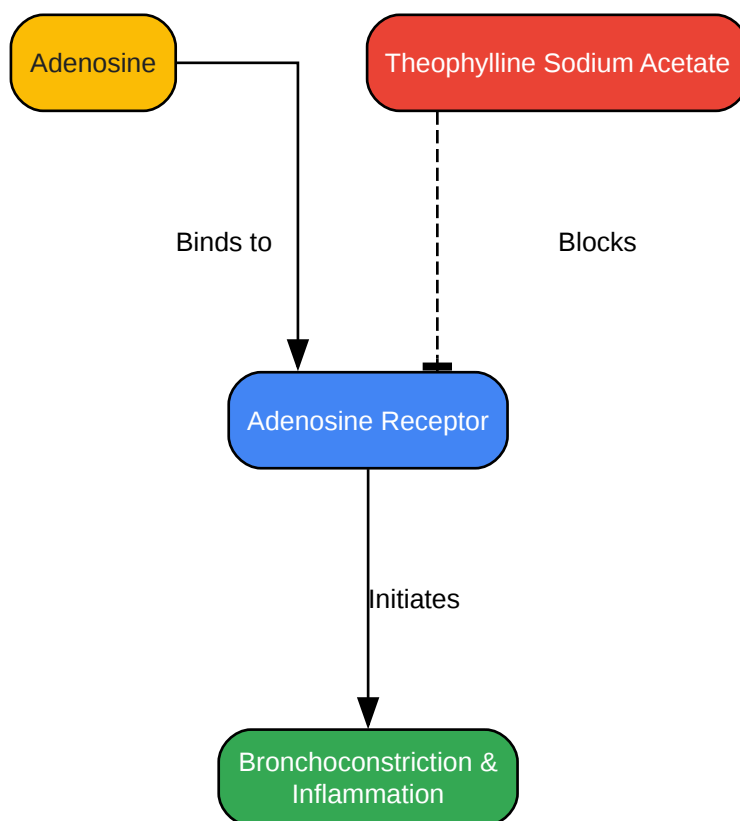 Adenosine
Theophylline Sodium Acetate
Binds to
Blocks
Adenosine Receptor
Initiates
Bronchoconstriction &
Inflammation